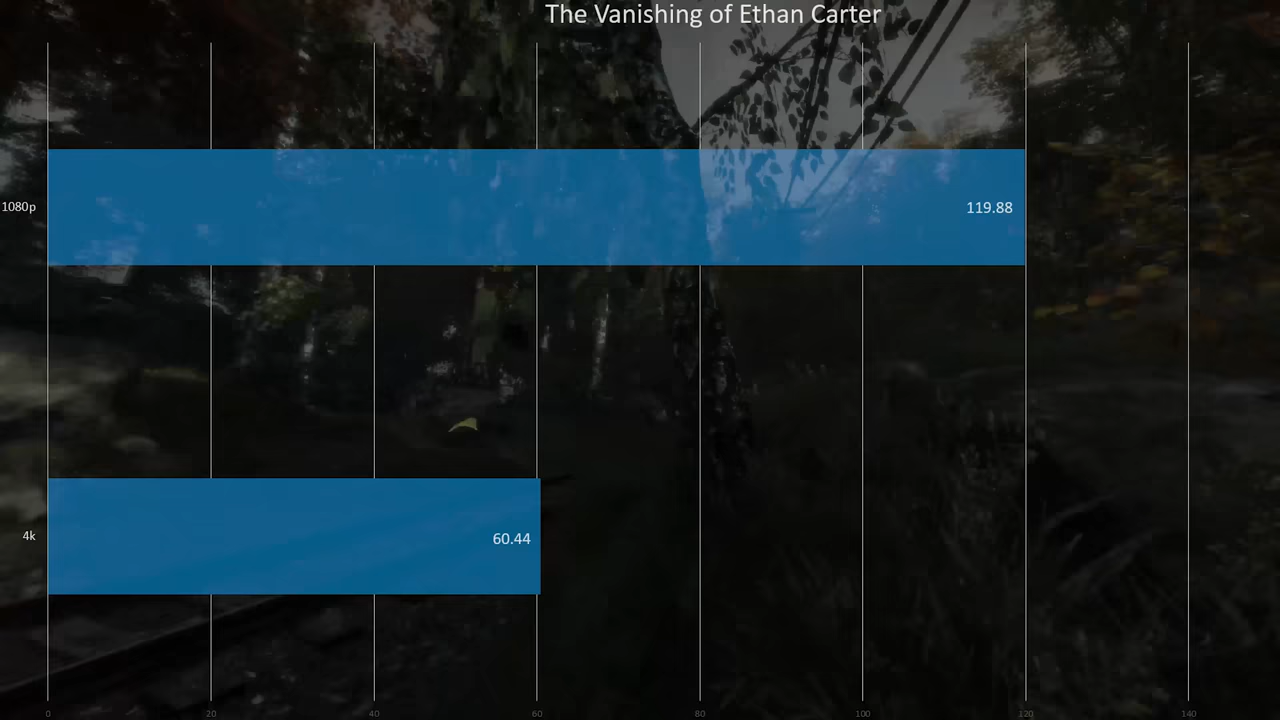 The Vanishing of Ethan Carter
1080p
119.88
4k
60.44
0 20 40 60 80 100 120 140